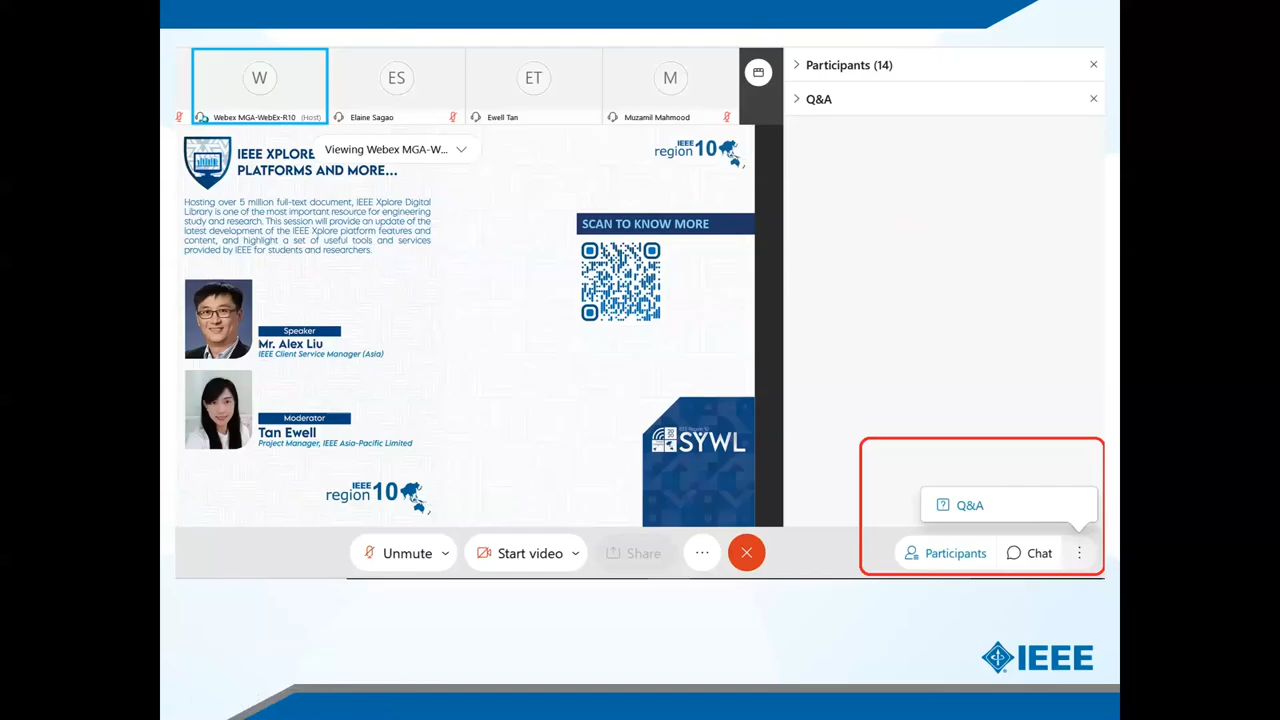 W
ES
ET
M
Webex MGA-WebEx-R10 (Host)
Elaine Sagao
Ewell Tan
Muzamil Mahmood
Participants (14)
Q&A
Viewing Webex MGA-W...
IEEE XPLORE
PLATFORMS AND MORE...
Hosting over 5 million full-text document, IEEE Xplore Digital
Library is one of the most important resource for engineering
study and research. This session will provide an update of the
latest development of the IEEE Xplore platform features and
content, and highlight a set of useful tools and services
provided by IEEE for students and researchers.
Speaker
Mr. Alex Liu
IEEE Client Service Manager (Asia)
Moderator
Tan Ewell
Project Manager, IEEE Asia-Pacific Limited
IEEE
region 10
IEEE
region 10
SCAN TO KNOW MORE
SYWL
Q&A
Unmute
Start video
Share
Participants
Chat
IEEE